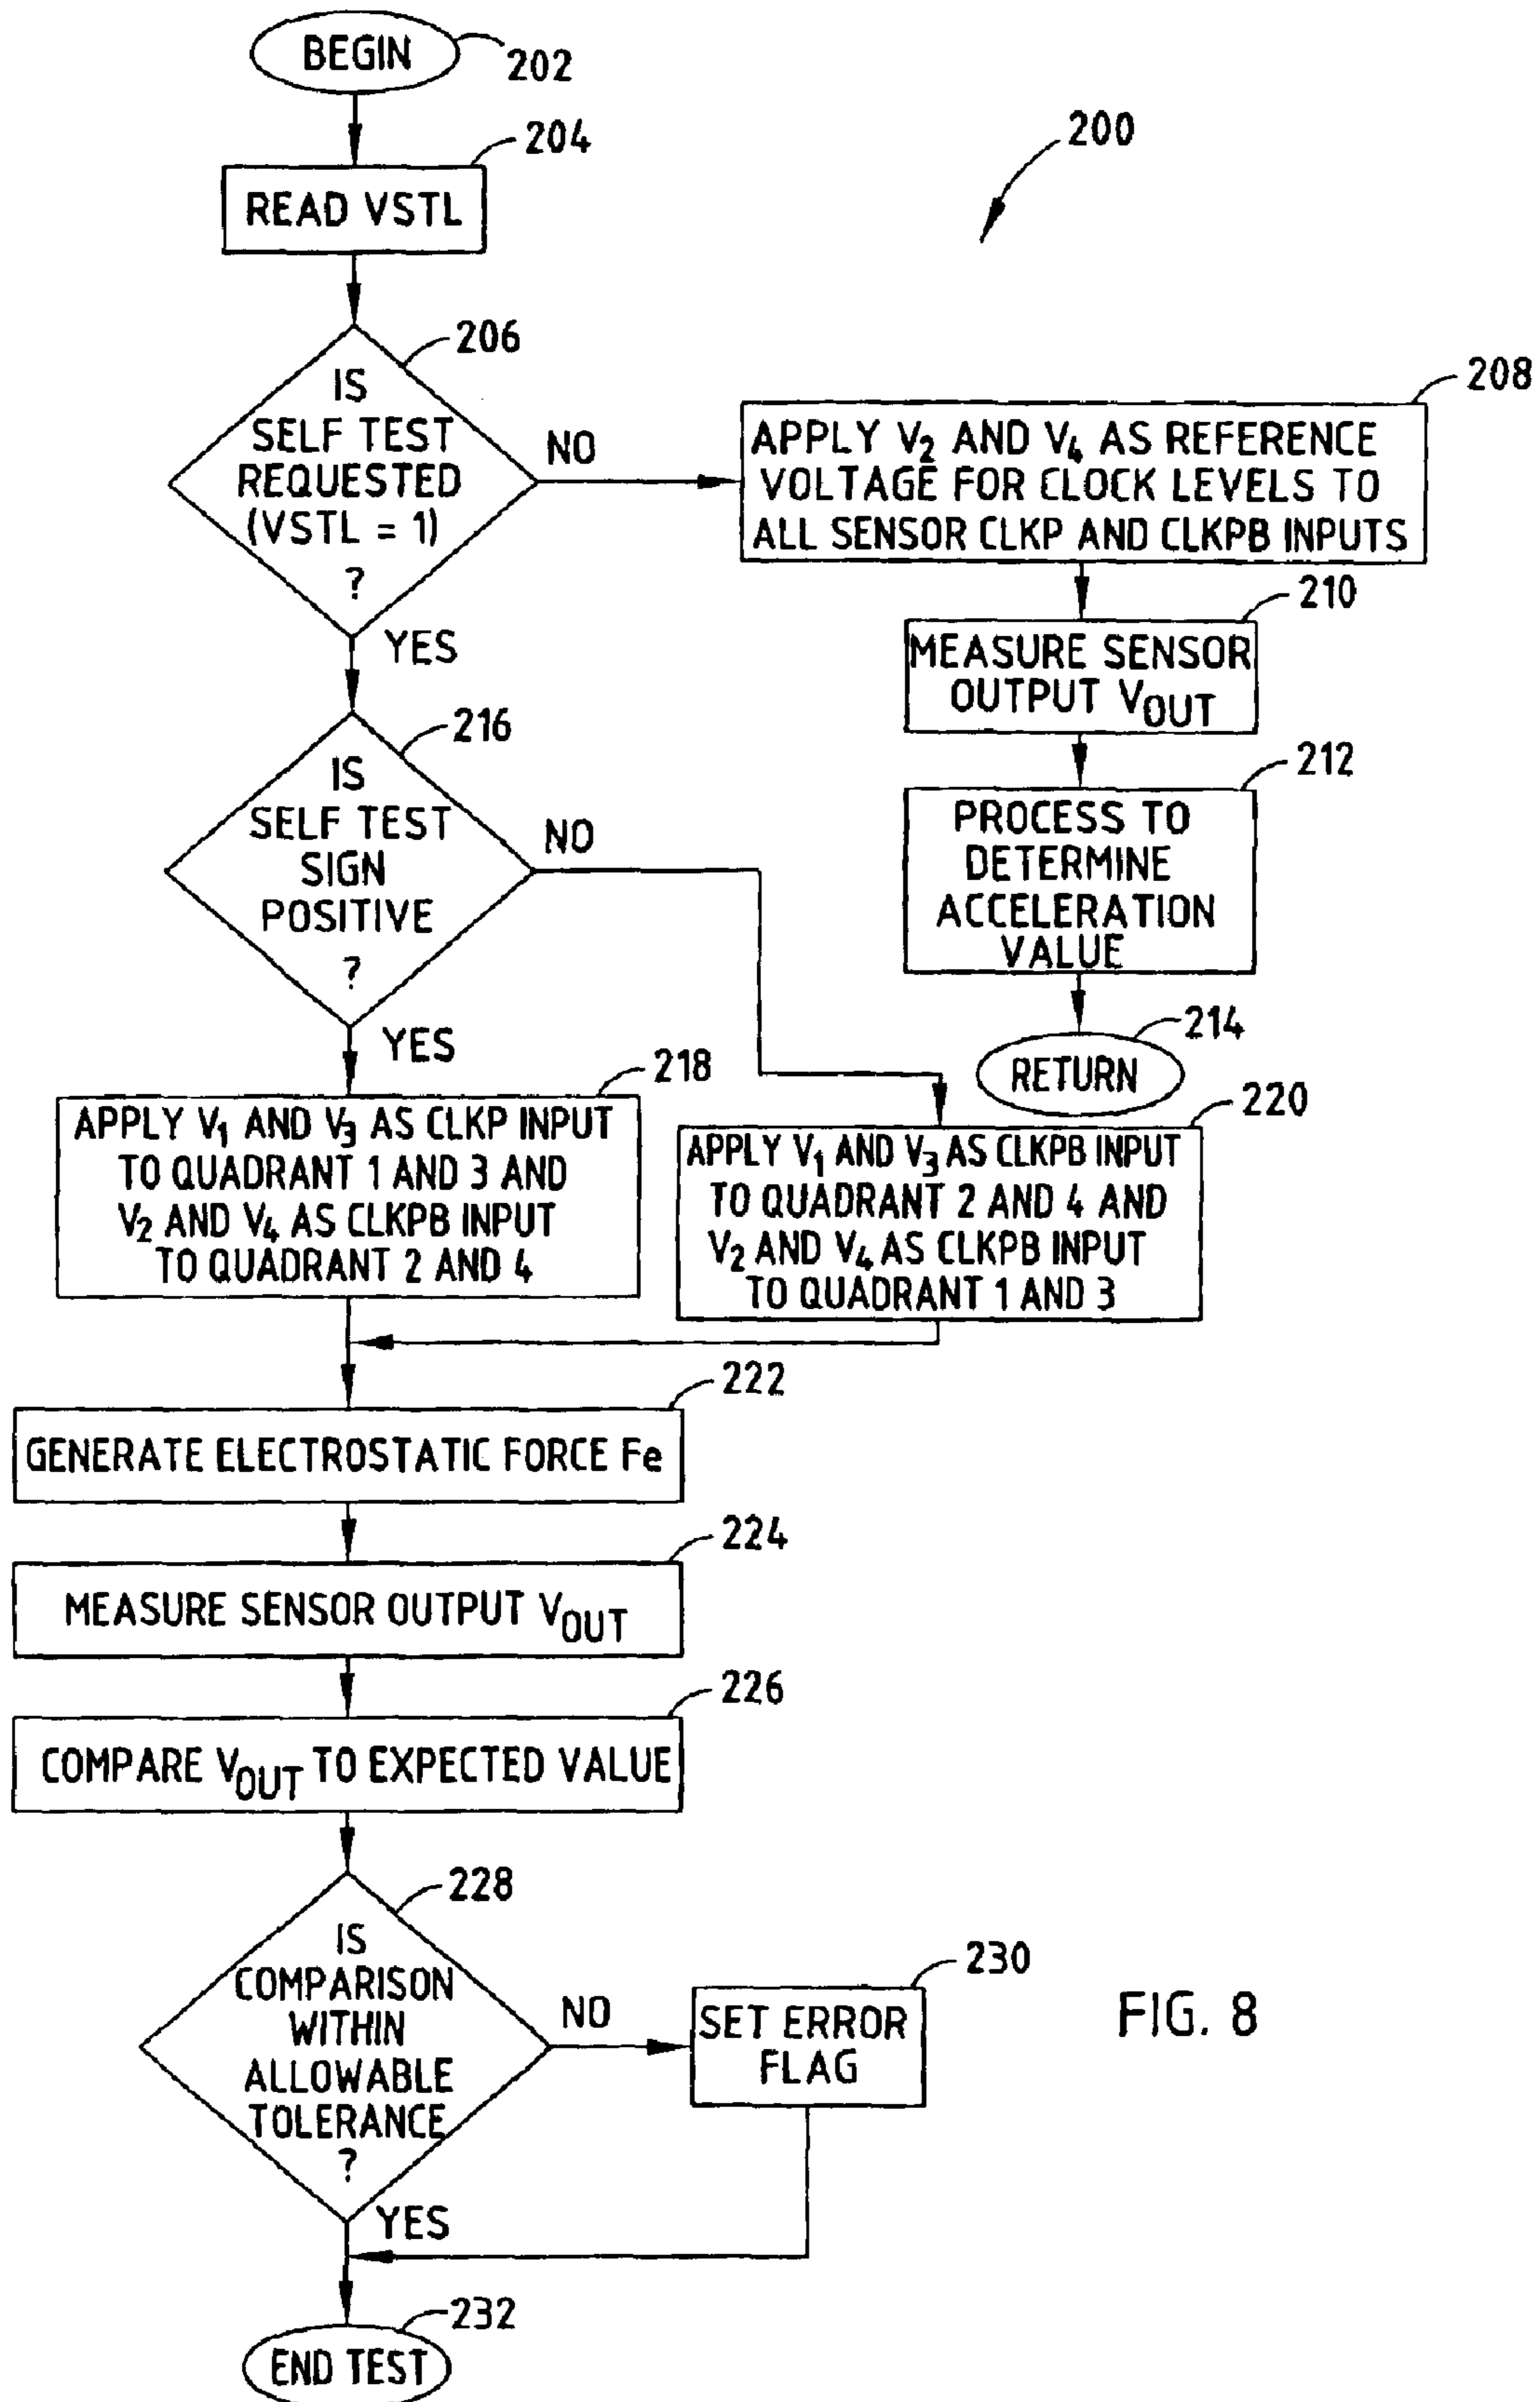 BEGIN
202
204
READ VSTL
200
206
IS
SELF TEST
REQUESTED
(VSTL = 1)
?
NO
YES
208
APPLY V2 AND V4 AS REFERENCE
VOLTAGE FOR CLOCK LEVELS TO
ALL SENSOR CLKP AND CLKPB INPUTS
210
MEASURE SENSOR
OUTPUT VOUT
212
PROCESS TO
DETERMINE
ACCELERATION
VALUE
214
RETURN
216
IS
SELF TEST
SIGN
POSITIVE
?
NO
YES
218
APPLY V1 AND V3 AS CLKP INPUT
TO QUADRANT 1 AND 3 AND
V2 AND V4 AS CLKPB INPUT
TO QUADRANT 2 AND 4
220
APPLY V1 AND V3 AS CLKPB INPUT
TO QUADRANT 2 AND 4 AND
V2 AND V4 AS CLKPB INPUT
TO QUADRANT 1 AND 3
222
GENERATE ELECTROSTATIC FORCE Fe
224
MEASURE SENSOR OUTPUT VOUT
226
COMPARE VOUT TO EXPECTED VALUE
228
IS
COMPARISON
WITHIN
ALLOWABLE
TOLERANCE
?
NO
YES
230
SET ERROR
FLAG
232
END TEST
FIG. 8